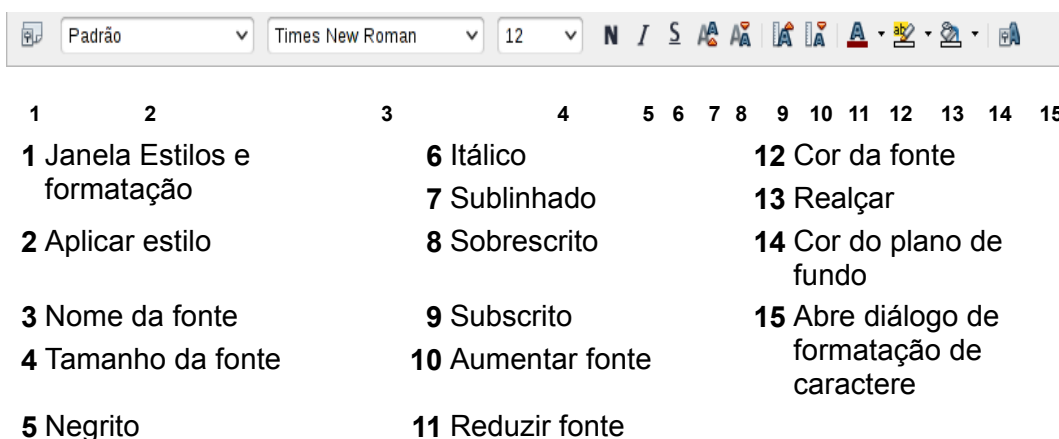 Padrão Times New Roman 12 N I S
1 2 3 4 5 6 7 8 9 10 11 12 13 14 15
1 Janela Estilos e
formatação
2 Aplicar estilo
3 Nome da fonte
4 Tamanho da fonte
5 Negrito
6 Itálico
7 Sublinhado
8 Sobrescrito
9 Subscrito
10 Aumentar fonte
11 Reduzir fonte
12 Cor da fonte
13 Realçar
14 Cor do plano de
fundo
15 Abre diálogo de
formatação de
caractere